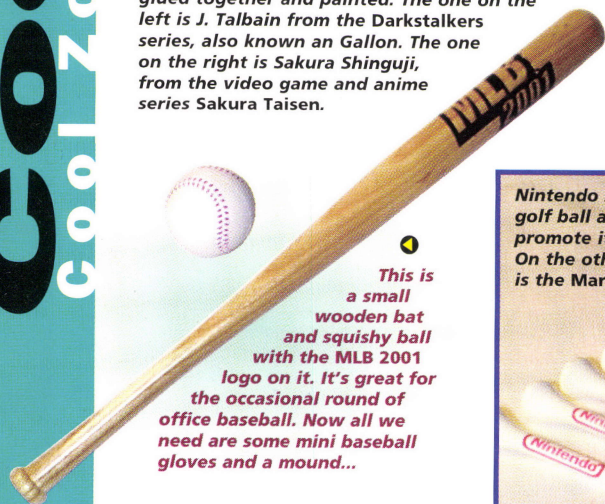 glued together and painted. The one on the
left is J. Talbain from the Darkstalkers
series, also known an Gallon. The one
on the right is Sakura Shinguji,
from the video game and anime
series Sakura Taisen.
MLB
2001
This is
a small
wooden bat
and squishy ball
with the MLB 2001
logo on it. It's great for
the occasional round of
office baseball. Now all we
need are some mini baseball
gloves and a mound...
Nintendo
golf ball a
promote i
On the oth
is the Mar
Nintendo
cool z